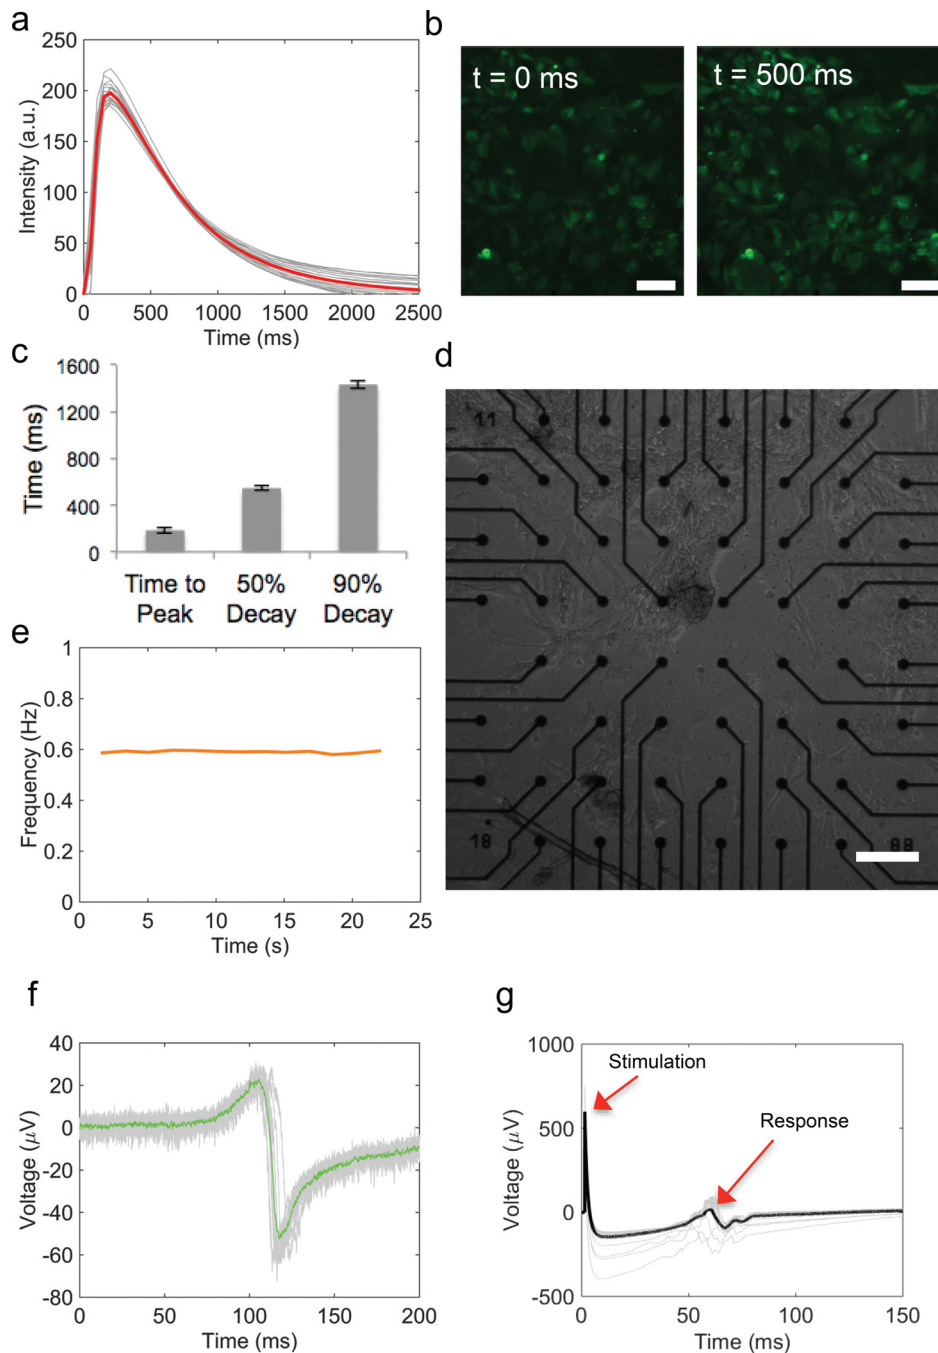 a
250
200
150
100
50
0
Intensity (a.u.)
0 500 1000 1500 2000 2500
Time (ms)
b
t = 0 ms
t = 500 ms
c
1600
1200
800
400
0
Time (ms)
Time to Peak
50% Decay
90% Decay
d
11
18
88
e
1
0.8
0.6
0.4
0.2
0
Frequency (Hz)
0 5 10 15 20 25
Time (s)
f
40
20
0
-20
-40
-60
-80
Voltage (μV)
0 50 100 150 200
Time (ms)
g
1000
500
0
-500
Voltage (μV)
Stimulation
Response
0 50 100 150
Time (ms)